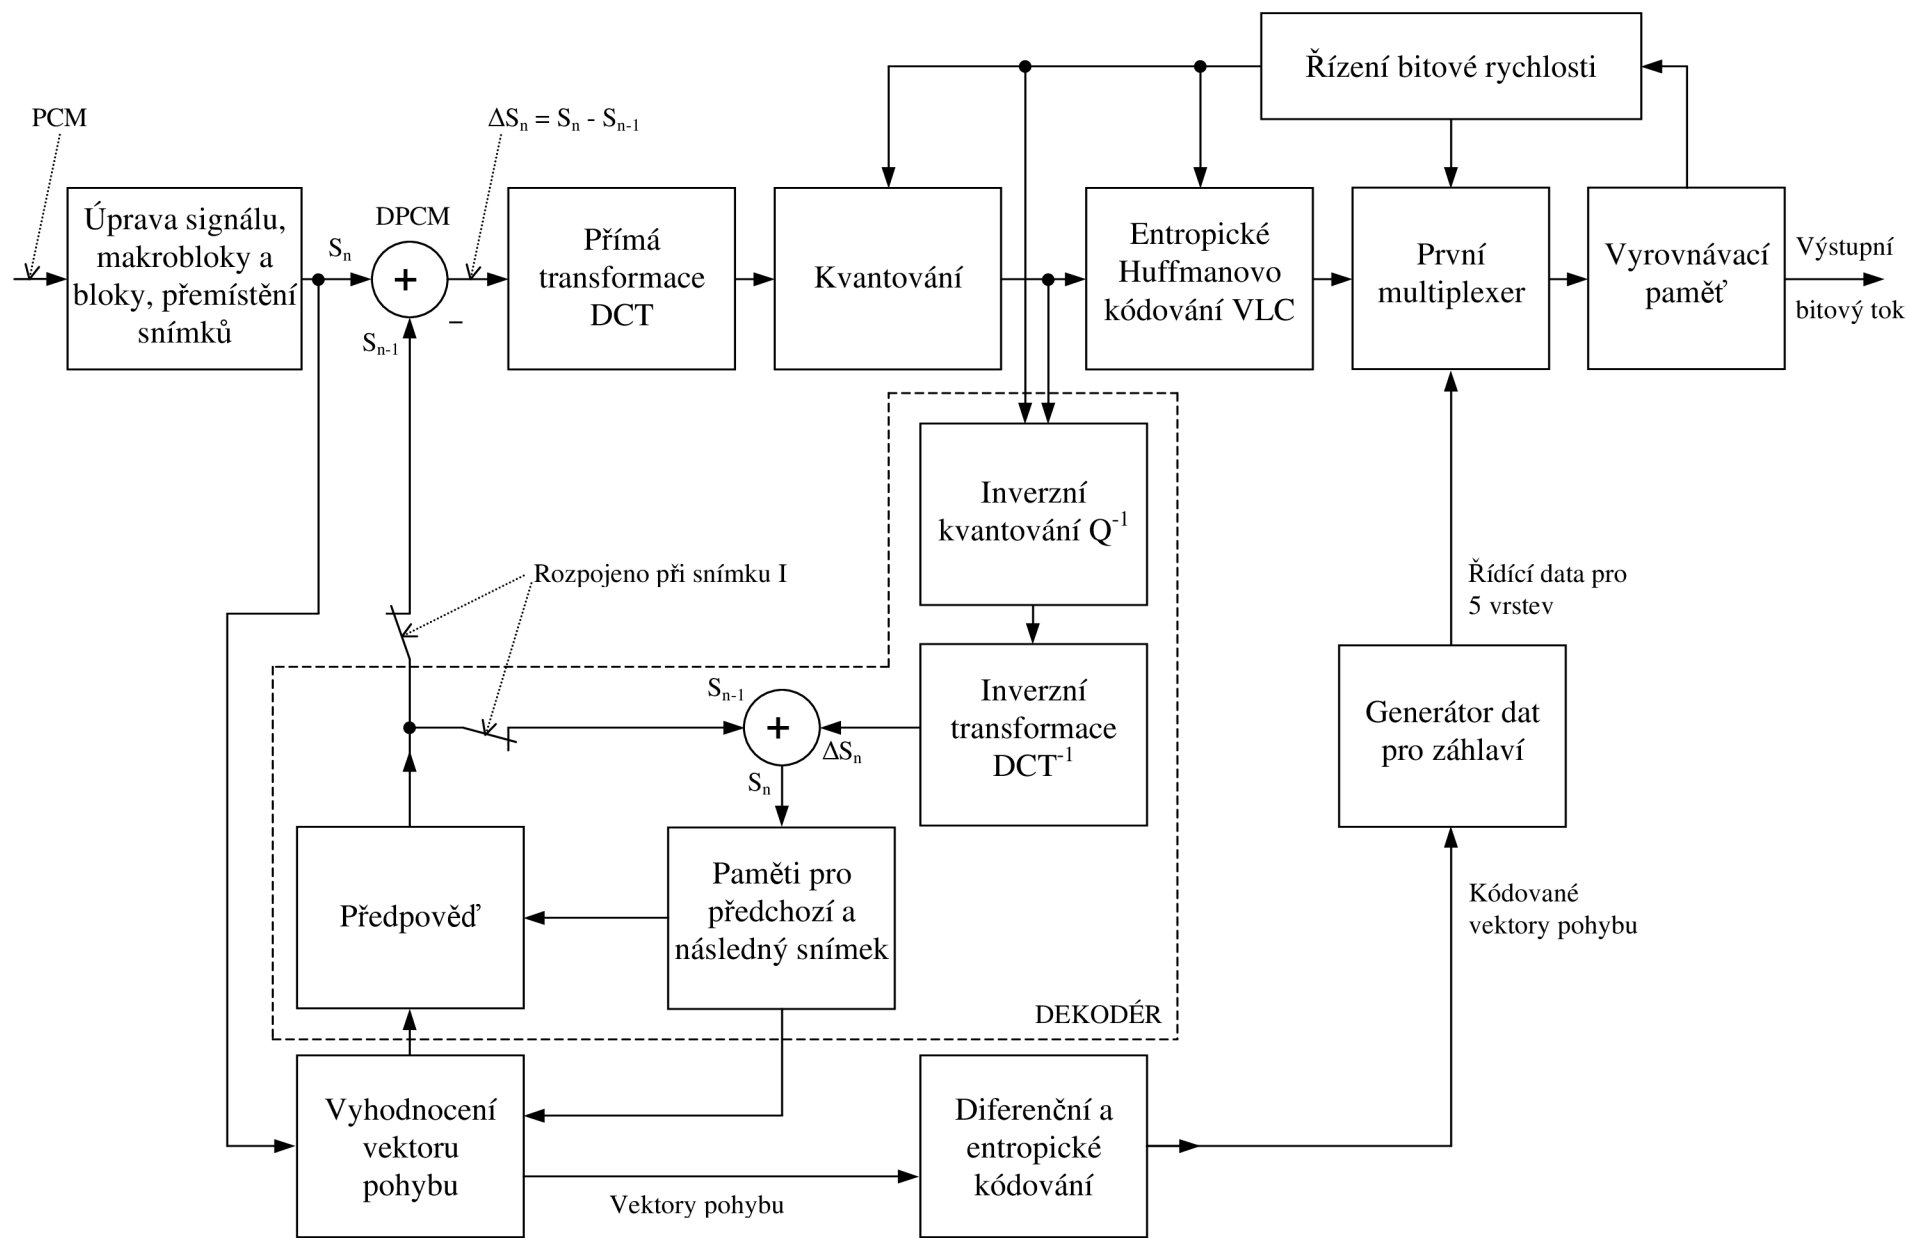 Řízení bitové rychlosti
PCM
ΔSn = Sn - Sn-1
Úprava signálu,
makrobloky a
bloky, přemístění
snímků
Sn
DPCM
+
–
Sn-1
Přímá
transformace
DCT
Kvantování
Entropické
Huffmanovo
kódování VLC
První
multiplexer
Vyrovnávací
paměť
Výstupní
bitový tok
Inverzní
kvantování Q-1
Rozpojeno při snímku I
Řídící data pro
5 vrstev
Sn-1
+
ΔSn
Sn
Inverzní
transformace
DCT-1
Generátor dat
pro záhlaví
Předpověď
Paměti pro
předchozí a
následný snímek
Kódované
vektory pohybu
DEKODÉR
Vyhodnocení
vektoru
pohybu
Vektory pohybu
Diferenční a
entropické
kódování